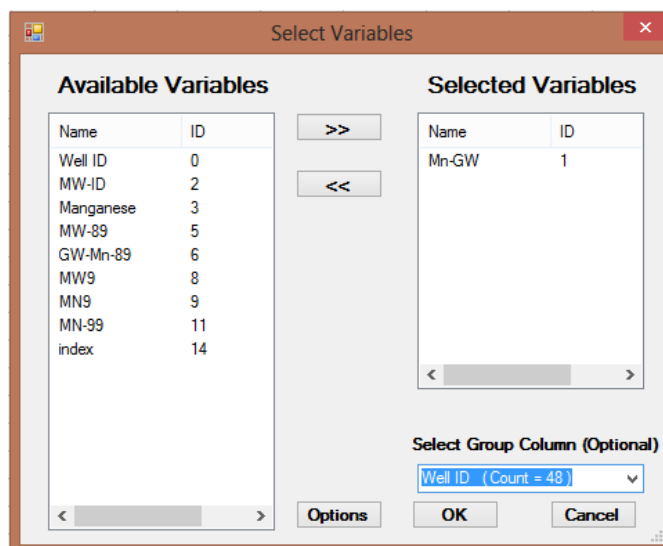 Select Variables
Available Variables
Name ID
Well ID 0
MW-ID 2
Manganese 3
MW-89 5
GW-Mn-89 6
MW9 8
MN9 9
MN-99 11
index 14
>>
<<
Options
Selected Variables
Name ID
Mn-GW 1
Select Group Column (Optional)
Well ID ( Count = 48 )
OK Cancel